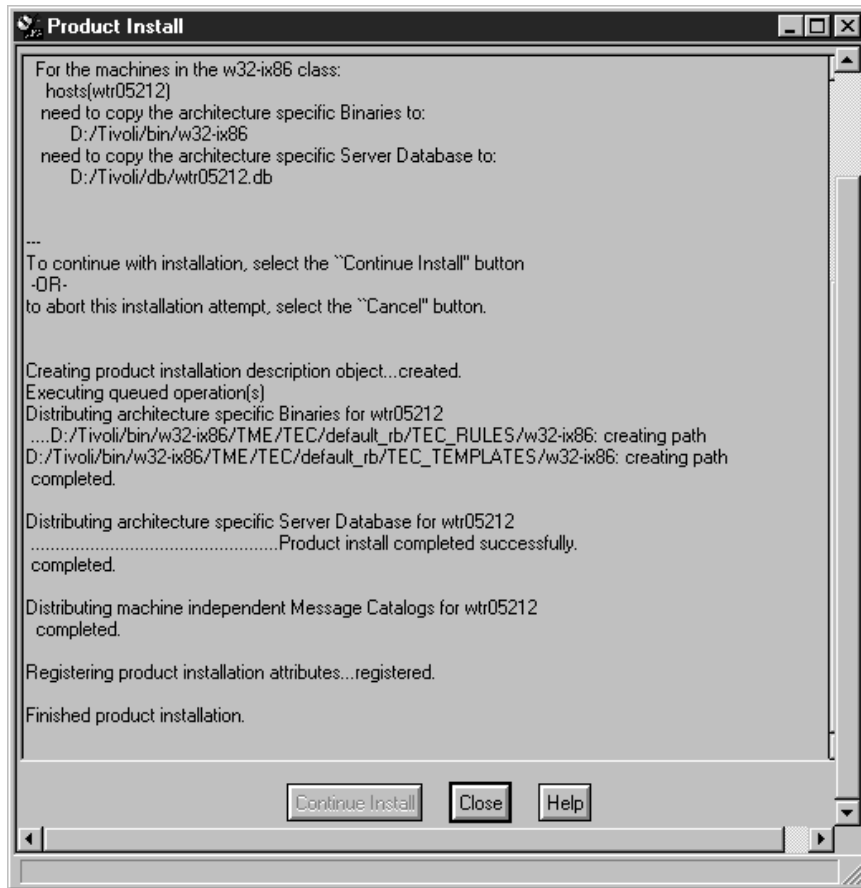 Product Install
For the machines in the w32-ix86 class:
hosts(wtr05212)
need to copy the architecture specific Binaries to:
D:/Tivoli/bin/w32-ix86
need to copy the architecture specific Server Database to:
D:/Tivoli/db/wtr05212.db
---
To continue with installation, select the ``Continue Install'' button
-OR-
to abort this installation attempt, select the ``Cancel'' button.
Creating product installation description object...created.
Executing queued operation(s)
Distributing architecture specific Binaries for wtr05212
....D:/Tivoli/bin/w32-ix86/TME/TEC/default_rb/TEC_RULES/w32-ix86: creating path
D:/Tivoli/bin/w32-ix86/TME/TEC/default_rb/TEC_TEMPLATES/w32-ix86: creating path
completed.
Distributing architecture specific Server Database for wtr05212
..................................................Product install completed successfully.
completed.
Distributing machine independent Message Catalogs for wtr05212
completed.
Registering product installation attributes...registered.
Finished product installation.
Continue Install Close Help